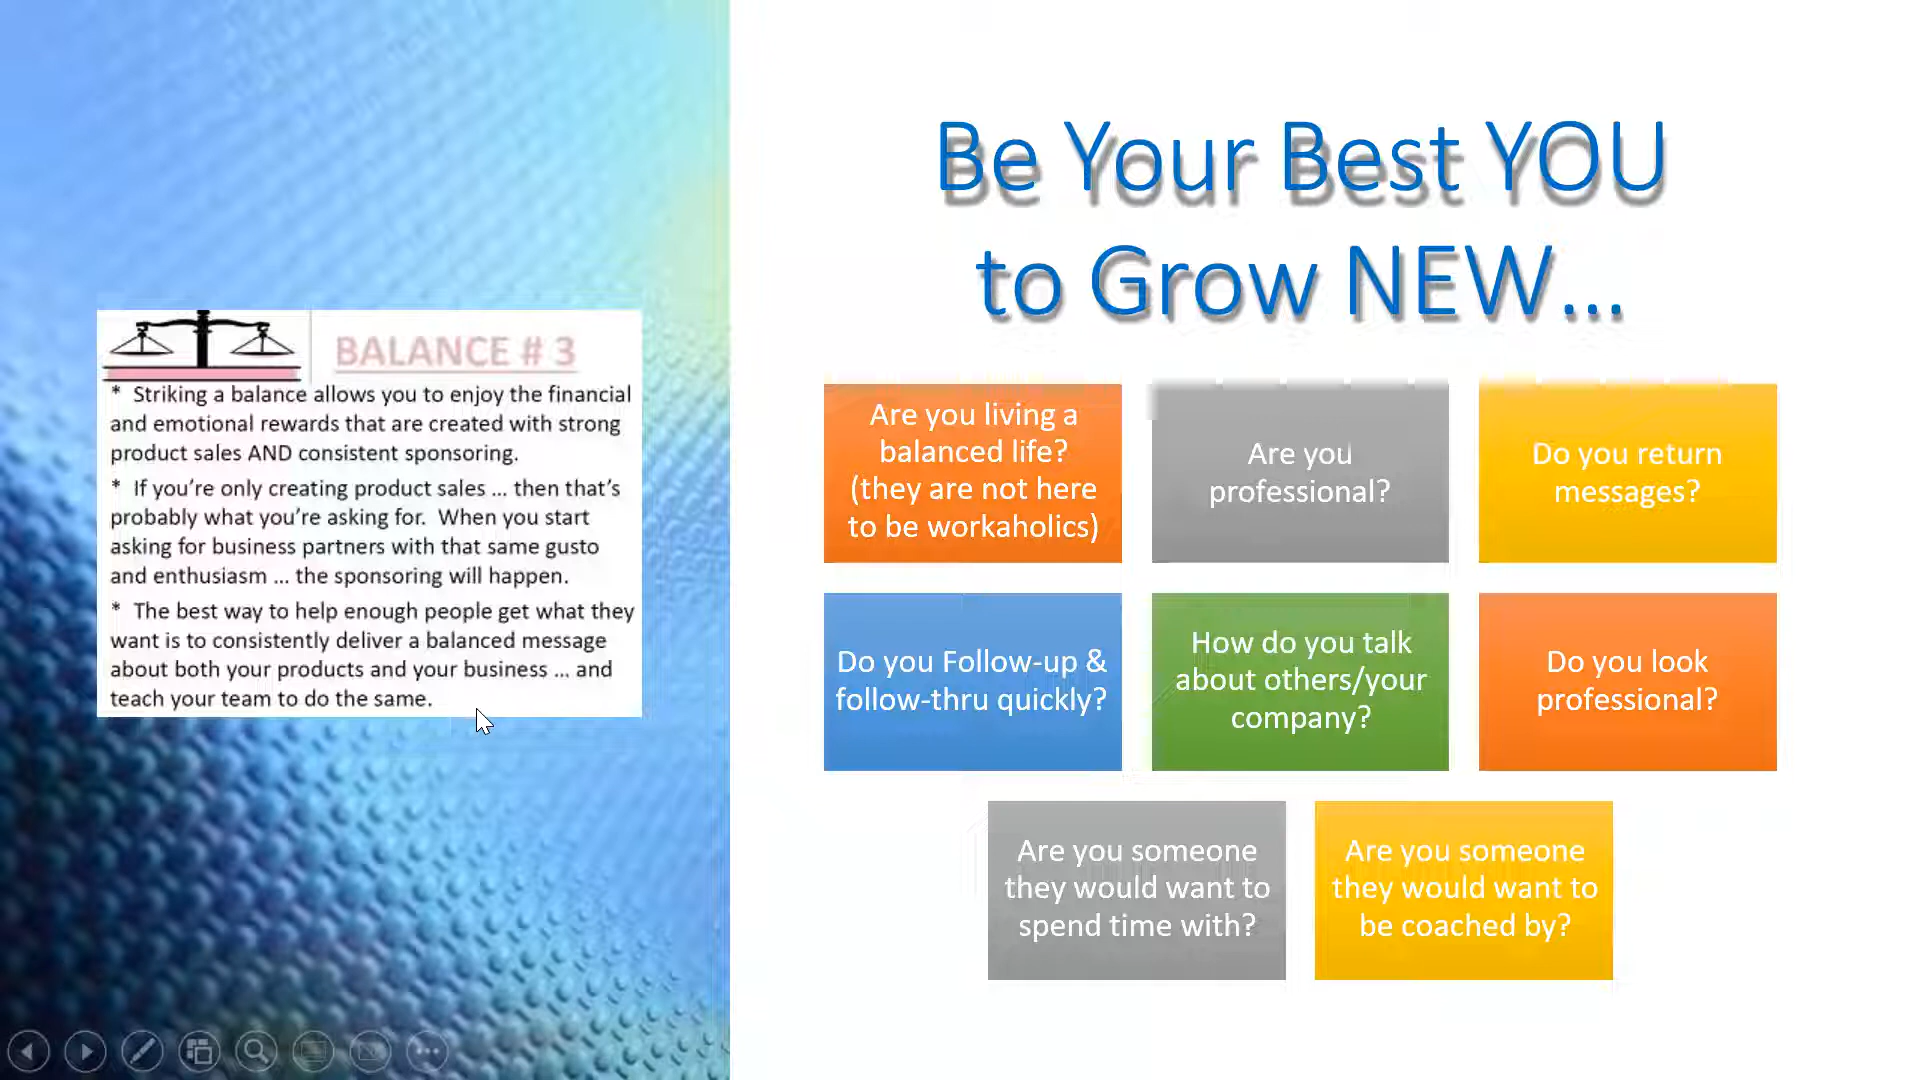 BALANCE # 3
* Striking a balance allows you to enjoy the financial
and emotional rewards that are created with strong
product sales AND consistent sponsoring.
* If you’re only creating product sales ... then that’s
probably what you’re asking for. When you start
asking for business partners with that same gusto
and enthusiasm ... the sponsoring will happen.
* The best way to help enough people get what they
want is to consistently deliver a balanced message
about both your products and your business ... and
teach your team to do the same.
Be Your Best YOU
to Grow NEW...
Are you living a
balanced life?
(they are not here
to be workaholics)
Are you
professional?
Do you return
messages?
Do you Follow-up &
follow-thru quickly?
How do you talk
about others/your
company?
Do you look
professional?
Are you someone
they would want to
spend time with?
Are you someone
they would want to
be coached by?